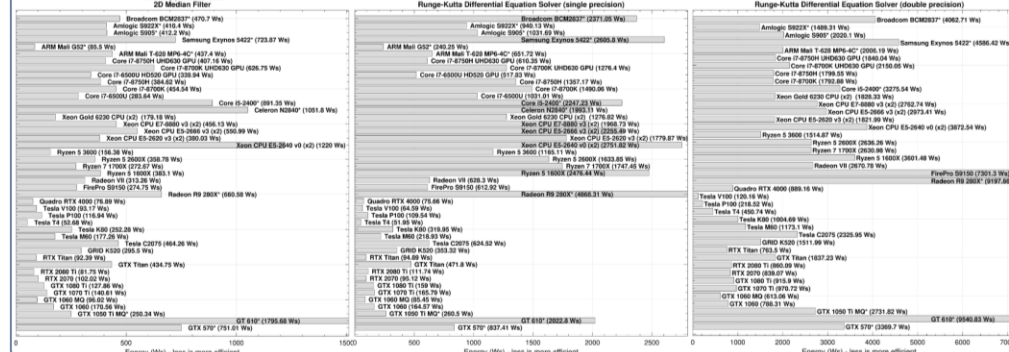 2D Median Filter
Broadcom BCM2837* (470.7 Ws)
Amlogic S922X* (410.4 Ws)
Amlogic S905* (412.2 Ws)
Samsung Exynos 5422* (723.87 Ws)
ARM Mali G52* (85.5 Ws)
ARM Mali T-628 MP6-4C* (437.4 Ws)
Core i7-8750H UHD630 GPU (407.16 Ws)
Core i7-8700K UHD630 GPU (626.75 Ws)
Core i7-6500U HD520 GPU (339.94 Ws)
Core i7-8750H (384.62 Ws)
Core i7-8700K (454.54 Ws)
Core i7-6500U (283.64 Ws)
Core i5-2400* (891.35 Ws)
Celeron N2840* (1051.8 Ws)
Xeon Gold 6230 CPU (x2) (179.18 Ws)
Xeon CPU E7-8880 v3 (x2) (456.13 Ws)
Xeon CPU E5-2666 v3 (x2) (550.99 Ws)
Xeon CPU E5-2620 v3 (x2) (380.03 Ws)
Xeon CPU E5-2640 v0 (x2) (1220 Ws)
Ryzen 5 3600 (156.38 Ws)
Ryzen 5 2600X (358.78 Ws)
Ryzen 7 1700X (272.67 Ws)
Ryzen 5 1600X (383.1 Ws)
Radeon VII (313.26 Ws)
FirePro S9150 (274.75 Ws)
Radeon R9 280X* (660.58 Ws)
Quadro RTX 4000 (76.89 Ws)
Tesla V100 (93.17 Ws)
Tesla P100 (116.94 Ws)
Tesla T4 (52.68 Ws)
Tesla K80 (252.28 Ws)
Tesla M60 (177.26 Ws)
Tesla C2075 (464.26 Ws)
GRID K520 (295.5 Ws)
RTX Titan (92.39 Ws)
GTX Titan (434.75 Ws)
RTX 2080 Ti (81.75 Ws)
RTX 2070 (102.02 Ws)
GTX 1080 Ti (127.86 Ws)
GTX 1070 Ti (140.61 Ws)
GTX 1060 MQ (96.02 Ws)
GTX 1060 (170.56 Ws)
GTX 1050 Ti MQ* (250.34 Ws)
GT 610* (1795.68 Ws)
GTX 570* (751.01 Ws)
0 500 1000 1500
Energy (Ws) - less is more efficient
Runge-Kutta Differential Equation Solver (single precision)
Broadcom BCM2837* (2371.05 Ws)
Amlogic S922X* (940.13 Ws)
Amlogic S905* (1031.69 Ws)
Samsung Exynos 5422* (2605.8 Ws)
ARM Mali G52* (240.25 Ws)
ARM Mali T-628 MP6-4C* (651.72 Ws)
Core i7-8750H UHD630 GPU (610.35 Ws)
Core i7-8700K UHD630 GPU (1276.4 Ws)
Core i7-6500U HD520 GPU (517.83 Ws)
Core i7-8750H (1357.17 Ws)
Core i7-8700K (1490.06 Ws)
Core i7-6500U (1031.01 Ws)
Core i5-2400* (2247.23 Ws)
Celeron N2840* (1993.11 Ws)
Xeon Gold 6230 CPU (x2) (1276.82 Ws)
Xeon CPU E7-8880 v3 (x2) (1968.73 Ws)
Xeon CPU E5-2666 v3 (x2) (2255.49 Ws)
Xeon CPU E5-2620 v3 (x2) (1779.87 Ws)
Xeon CPU E5-2640 v0 (x2) (2751.82 Ws)
Ryzen 5 3600 (1165.11 Ws)
Ryzen 5 2600X (1633.85 Ws)
Ryzen 7 1700X (1747.45 Ws)
Ryzen 5 1600X (2476.44 Ws)
Radeon VII (628.3 Ws)
FirePro S9150 (612.92 Ws)
Radeon R9 280X* (4868.31 Ws)
Quadro RTX 4000 (75.66 Ws)
Tesla V100 (64.59 Ws)
Tesla P100 (109.54 Ws)
Tesla T4 (51.95 Ws)
Tesla K80 (319.95 Ws)
Tesla M60 (218.93 Ws)
Tesla C2075 (624.52 Ws)
GRID K520 (353.32 Ws)
RTX Titan (94.89 Ws)
GTX Titan (471.8 Ws)
RTX 2080 Ti (111.74 Ws)
RTX 2070 (95.12 Ws)
GTX 1080 Ti (159 Ws)
GTX 1070 Ti (165.79 Ws)
GTX 1060 MQ (95.45 Ws)
GTX 1060 (164.57 Ws)
GTX 1050 Ti MQ* (260.5 Ws)
GT 610* (2022.8 Ws)
GTX 570* (837.41 Ws)
500 1000 1500 2000 2500
Energy (Ws) - less is more efficient
Runge-Kutta Differential Equation Solver (double precision)
Broadcom BCM2837* (4062.71 Ws)
Amlogic S922X* (1489.31 Ws)
Amlogic S905* (2026.1 Ws)
Samsung Exynos 5422* (4586.42 Ws)
ARM Mali T-628 MP6-4C* (2006.19 Ws)
Core i7-8750H UHD630 GPU (1840.04 Ws)
Core i7-8700K UHD630 GPU (2150.05 Ws)
Core i7-8750H (1799.55 Ws)
Core i7-8700K (1792.88 Ws)
Core i5-2400* (3275.54 Ws)
Xeon Gold 6230 CPU (x2) (1828.33 Ws)
Xeon CPU E7-8880 v3 (x2) (2762.74 Ws)
Xeon CPU E5-2666 v3 (x2) (2973.41 Ws)
Xeon CPU E5-2620 v3 (x2) (1821.99 Ws)
Xeon CPU E5-2640 v0 (x2) (3872.54 Ws)
Ryzen 5 3600 (1514.87 Ws)
Ryzen 5 2600X (2636.26 Ws)
Ryzen 7 1700X (2630.98 Ws)
Ryzen 5 1600X (3601.48 Ws)
Radeon VII (2670.78 Ws)
FirePro S9150 (7301.3 Ws)
Radeon R9 280X* (9197.66
Quadro RTX 4000 (889.16 Ws)
Tesla V100 (120.16 Ws)
Tesla P100 (218.52 Ws)
Tesla T4 (450.74 Ws)
Tesla K80 (1004.69 Ws)
Tesla M60 (1173.1 Ws)
Tesla C2075 (2325.95 Ws)
GRID K520 (1511.99 Ws)
RTX Titan (763.5 Ws)
GTX Titan (1837.23 Ws)
RTX 2080 Ti (860.09 Ws)
RTX 2070 (839.07 Ws)
GTX 1080 Ti (915.9 Ws)
GTX 1070 Ti (970.72 Ws)
GTX 1060 MQ (613.06 Ws)
GTX 1060 (788.31 Ws)
GTX 1050 Ti MQ* (2731.82 Ws)
GT 610* (9540.83 Ws)
GTX 570* (3369.7 Ws)
0 1000 2000 3000 4000 5000 6000 7000
Energy (Ws) - less is more efficient